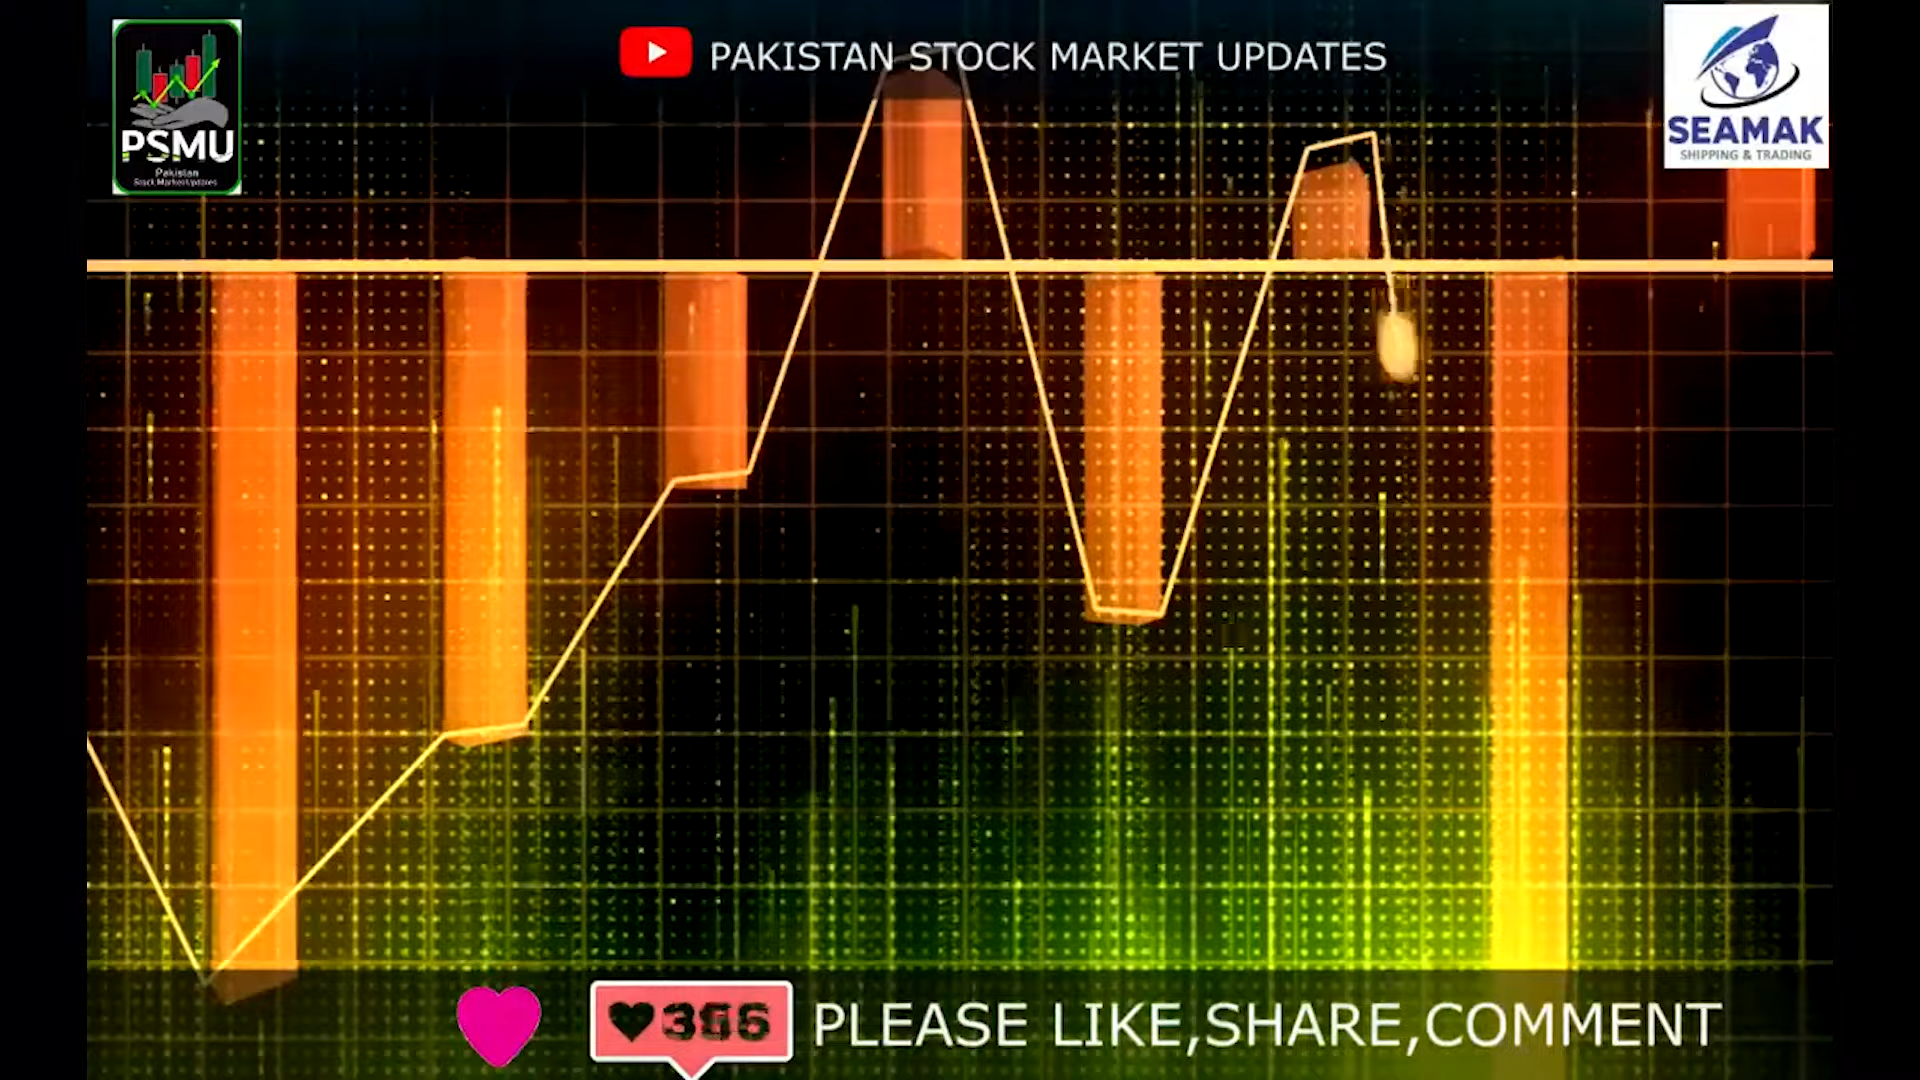 PAKISTAN STOCK MARKET UPDATES
PSMU
Pakistan
Stock Market Updates
SEAMAK
SHIPPING & TRADING
PLEASE LIKE,SHARE,COMMENT